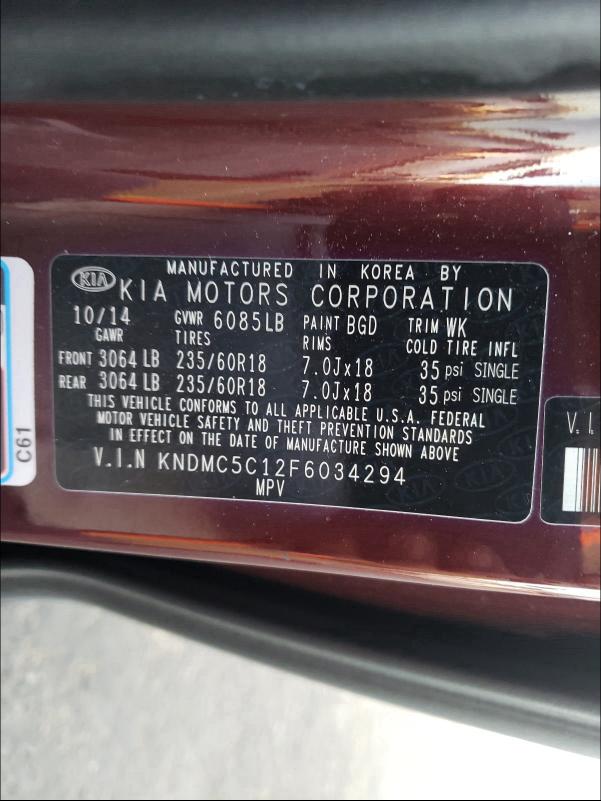 MANUFACTURED IN KOREA BY
KIA KIA MOTORS CORPORATION
10/14 GVWR 6085LB PAINT BGD TRIM WK
GAWR TIRES RIMS COLD TIRE INFL
FRONT 3064 LB 235/60R18 7.0Jx18 35 psi SINGLE
REAR 3064 LB 235/60R18 7.0Jx18 35 psi SINGLE
THIS VEHICLE CONFORMS TO ALL APPLICABLE U.S.A. FEDERAL
MOTOR VEHICLE SAFETY AND THEFT PREVENTION STANDARDS
IN EFFECT ON THE DATE OF MANUFACTURE SHOWN ABOVE
V.I.N KNDMC5C12F6034294
MPV
C61
V.I